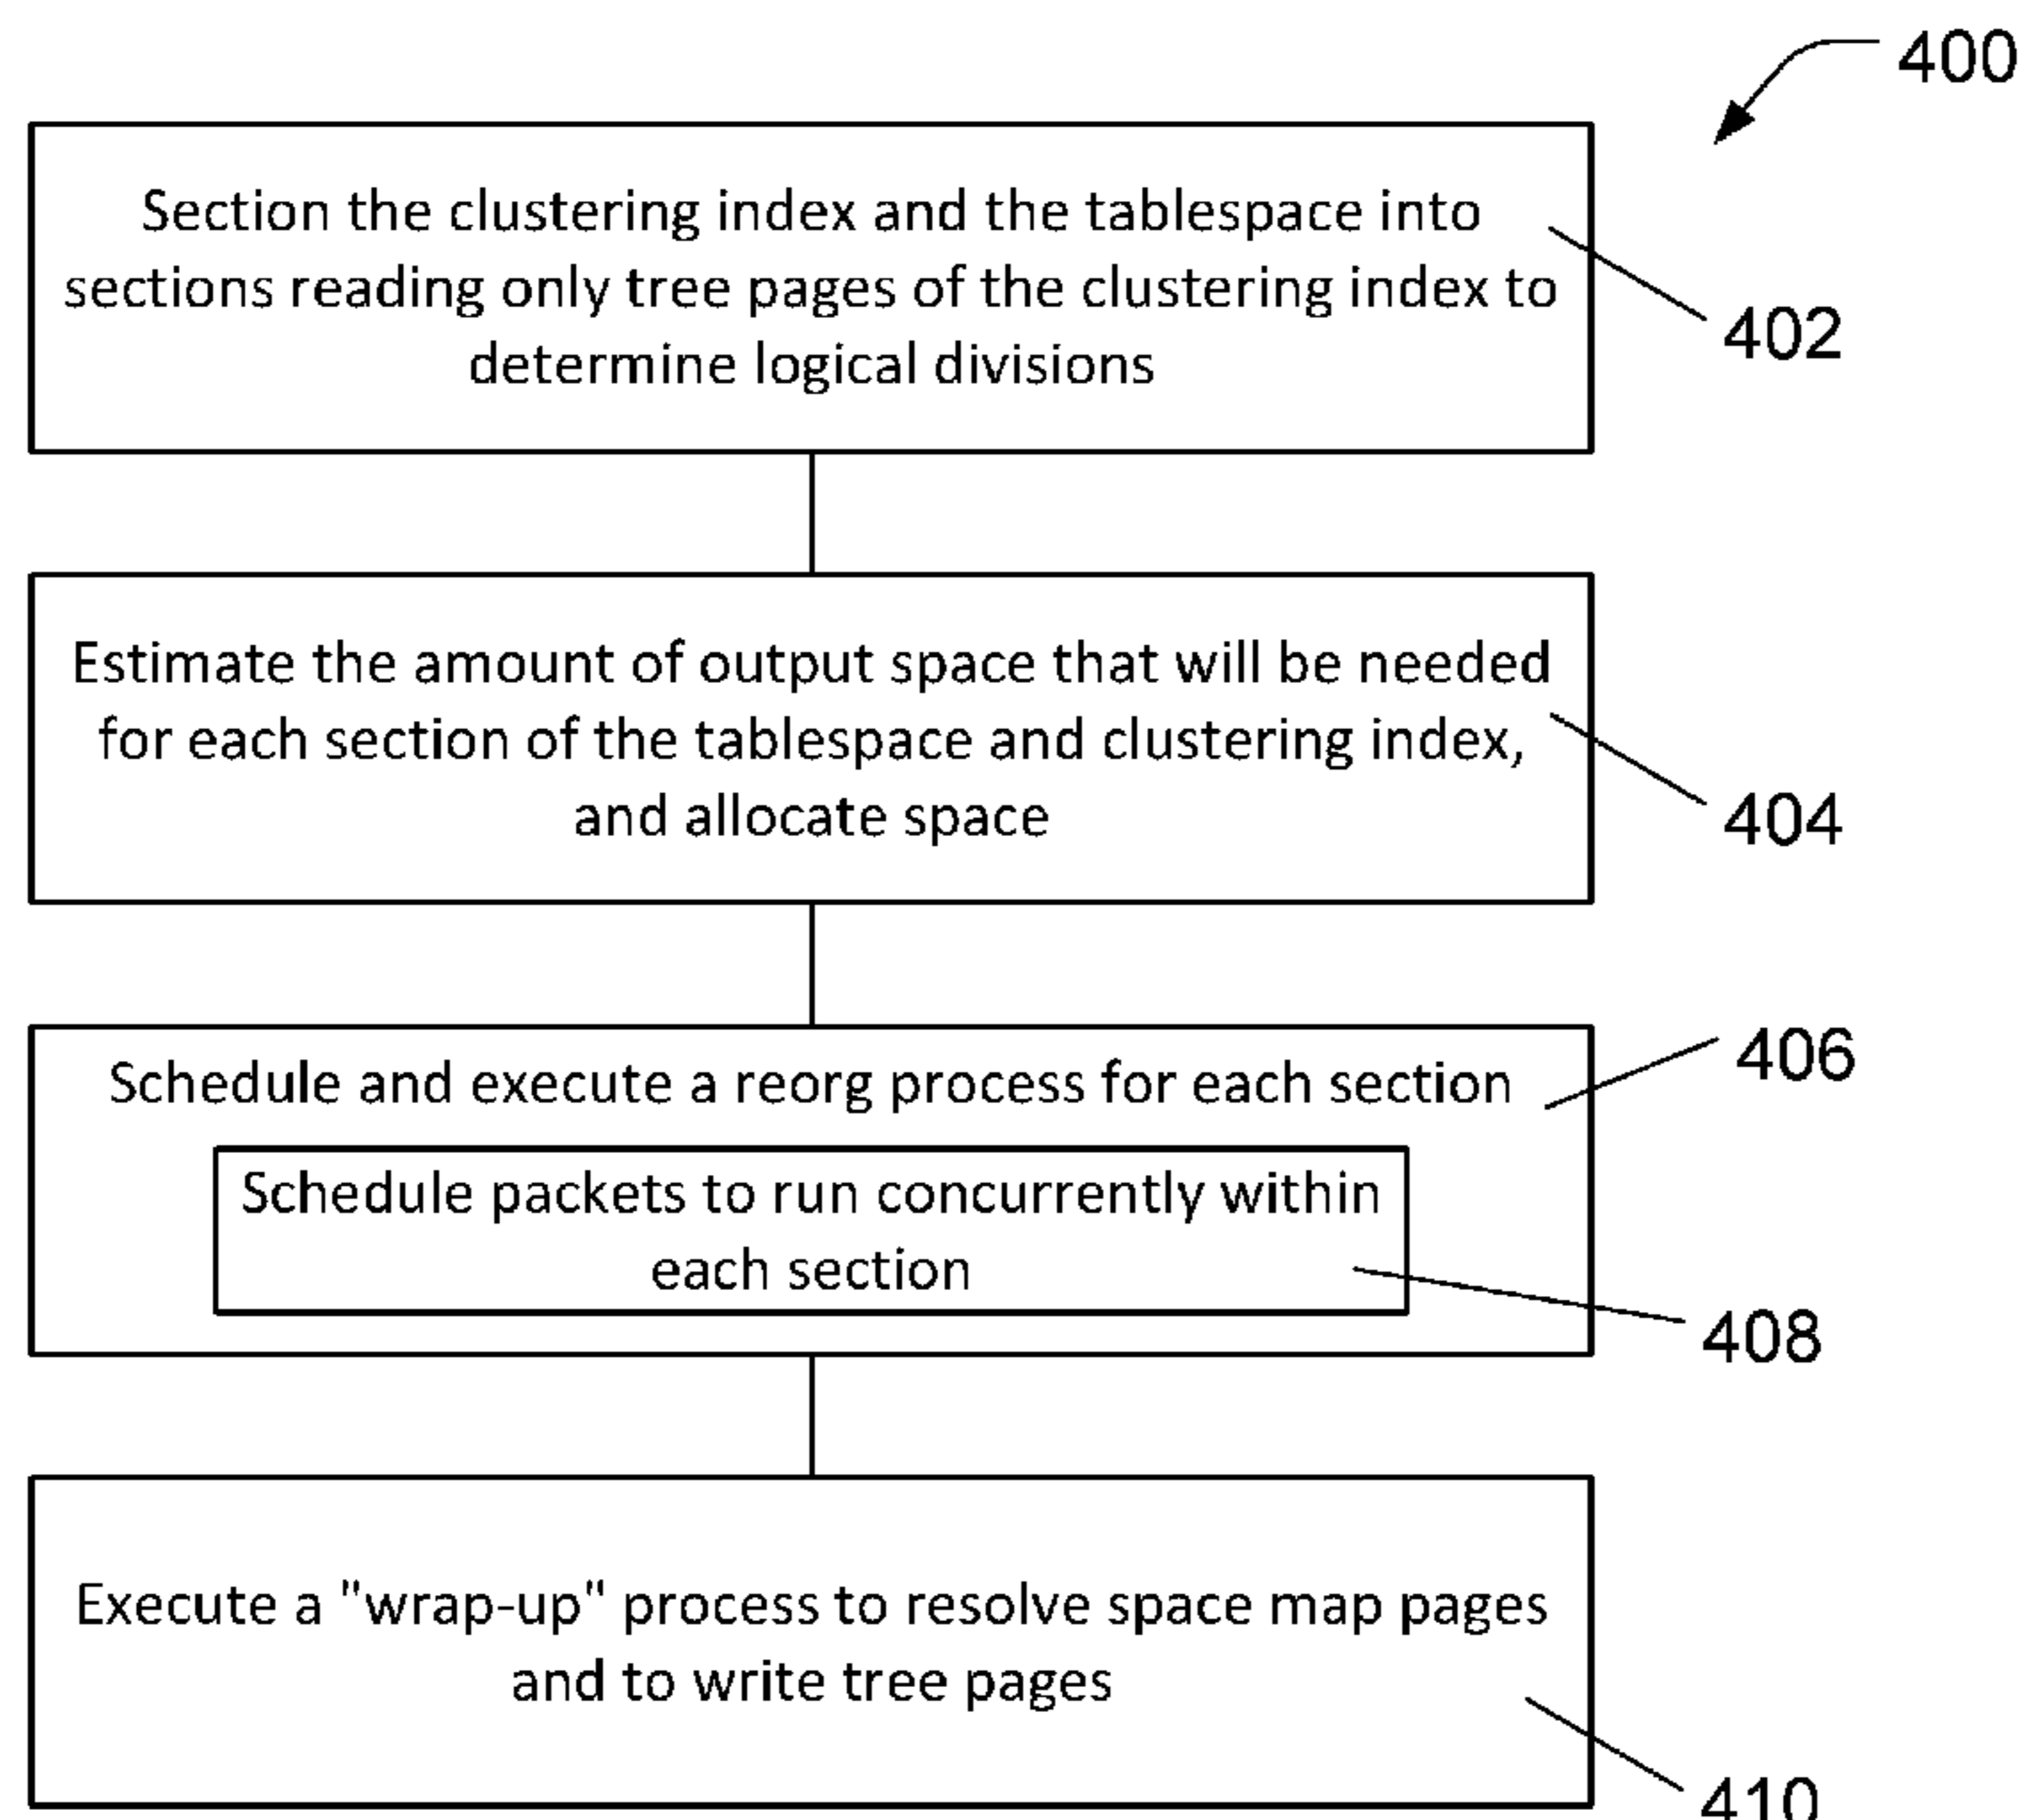 400
Section the clustering index and the tablespace into
sections reading only tree pages of the clustering index to
determine logical divisions
402
Estimate the amount of output space that will be needed
for each section of the tablespace and clustering index,
and allocate space
404
Schedule and execute a reorg process for each section
406
Schedule packets to run concurrently within
each section
408
Execute a "wrap-up" process to resolve space map pages
and to write tree pages
410